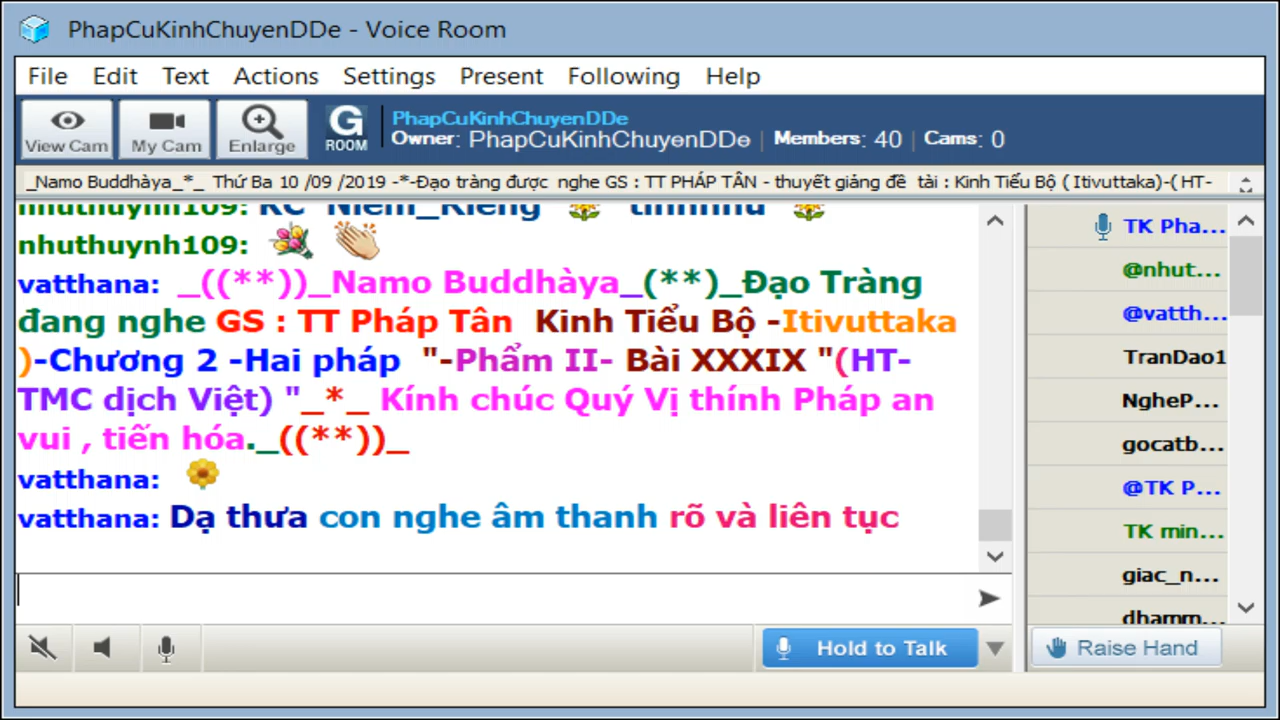 PhapCuKinhChuyenDDe - Voice Room
File Edit Text Actions Settings Present Following Help
View Cam My Cam Enlarge G ROOM
PhapCuKinhChuyenDDe
Owner: PhapCuKinhChuyenDDe | Members: 40 | Cams: 0
_Namo Buddhàya_*_ Thứ Ba 10 /09 /2019 -*-Đạo tràng được nghe GS : TT PHÁP TÂN - thuyết giảng đề tài : Kinh Tiểu Bộ ( Itivuttaka)-( HT-
nhuthuynh109: KC Niem_Rieng tinhnhu
nhuthuynh109:
vatthana: _((**))_Namo Buddhàya_(**)_Đạo Tràng
đang nghe GS : TT Pháp Tân Kinh Tiểu Bộ -Itivuttaka
)-Chương 2 -Hai pháp "-Phẩm II- Bài XXXIX "(HT-
TMC dịch Việt) "_*_ Kính chúc Quý Vị thính Pháp an
vui , tiến hóa._((**))_
vatthana:
vatthana: Dạ thưa con nghe âm thanh rõ và liên tục
TK Pha...
@nhut...
@vatth...
TranDao1
NgheP...
gocatb...
@TK P...
TK min...
giac_n...
dhamm...
Hold to Talk
Raise Hand